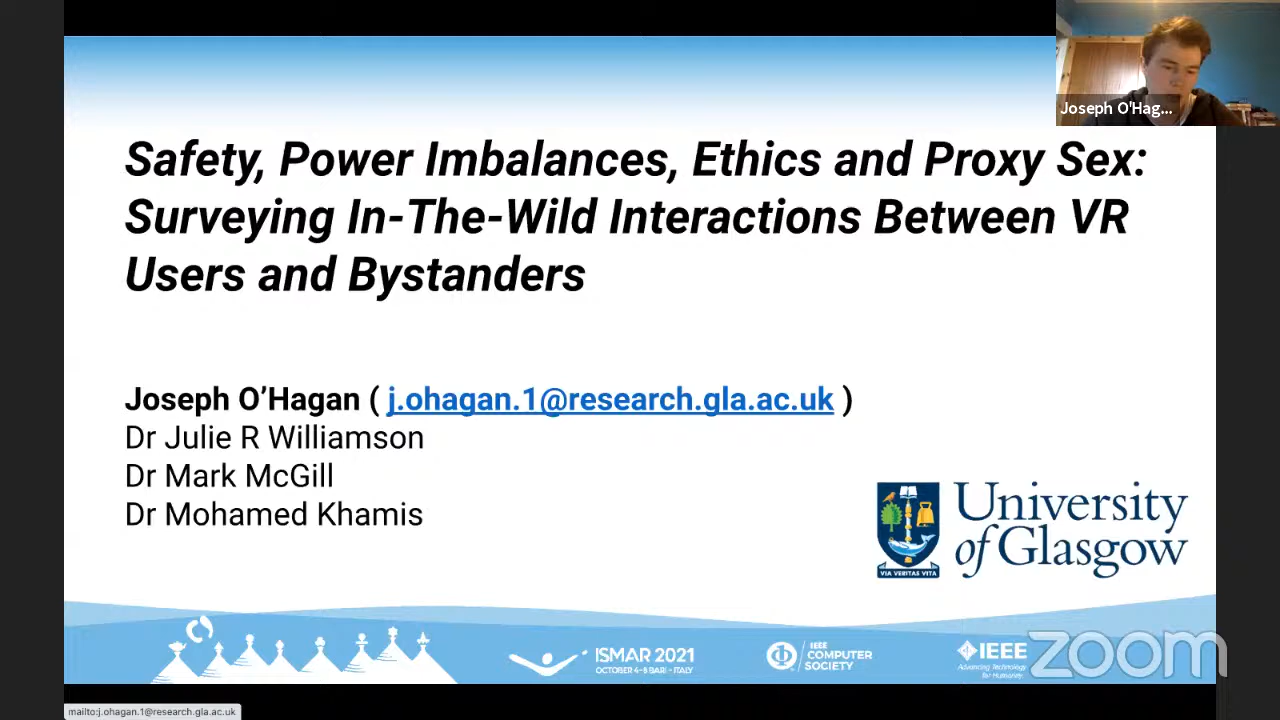 Joseph O'Hag...
Safety, Power Imbalances, Ethics and Proxy Sex:
Surveying In-The-Wild Interactions Between VR
Users and Bystanders
Joseph O’Hagan ( j.ohagan.1@research.gla.ac.uk )
Dr Julie R Williamson
Dr Mark McGill
Dr Mohamed Khamis
University
of Glasgow
VIA VERITAS VITA
ISMAR 2021
OCTOBER 4-8 BARI - ITALY
IEEE
COMPUTER
SOCIETY
IEEE
Advancing Technology
for Humanity
zoom
mailto:j.ohagan.1@research.gla.ac.uk